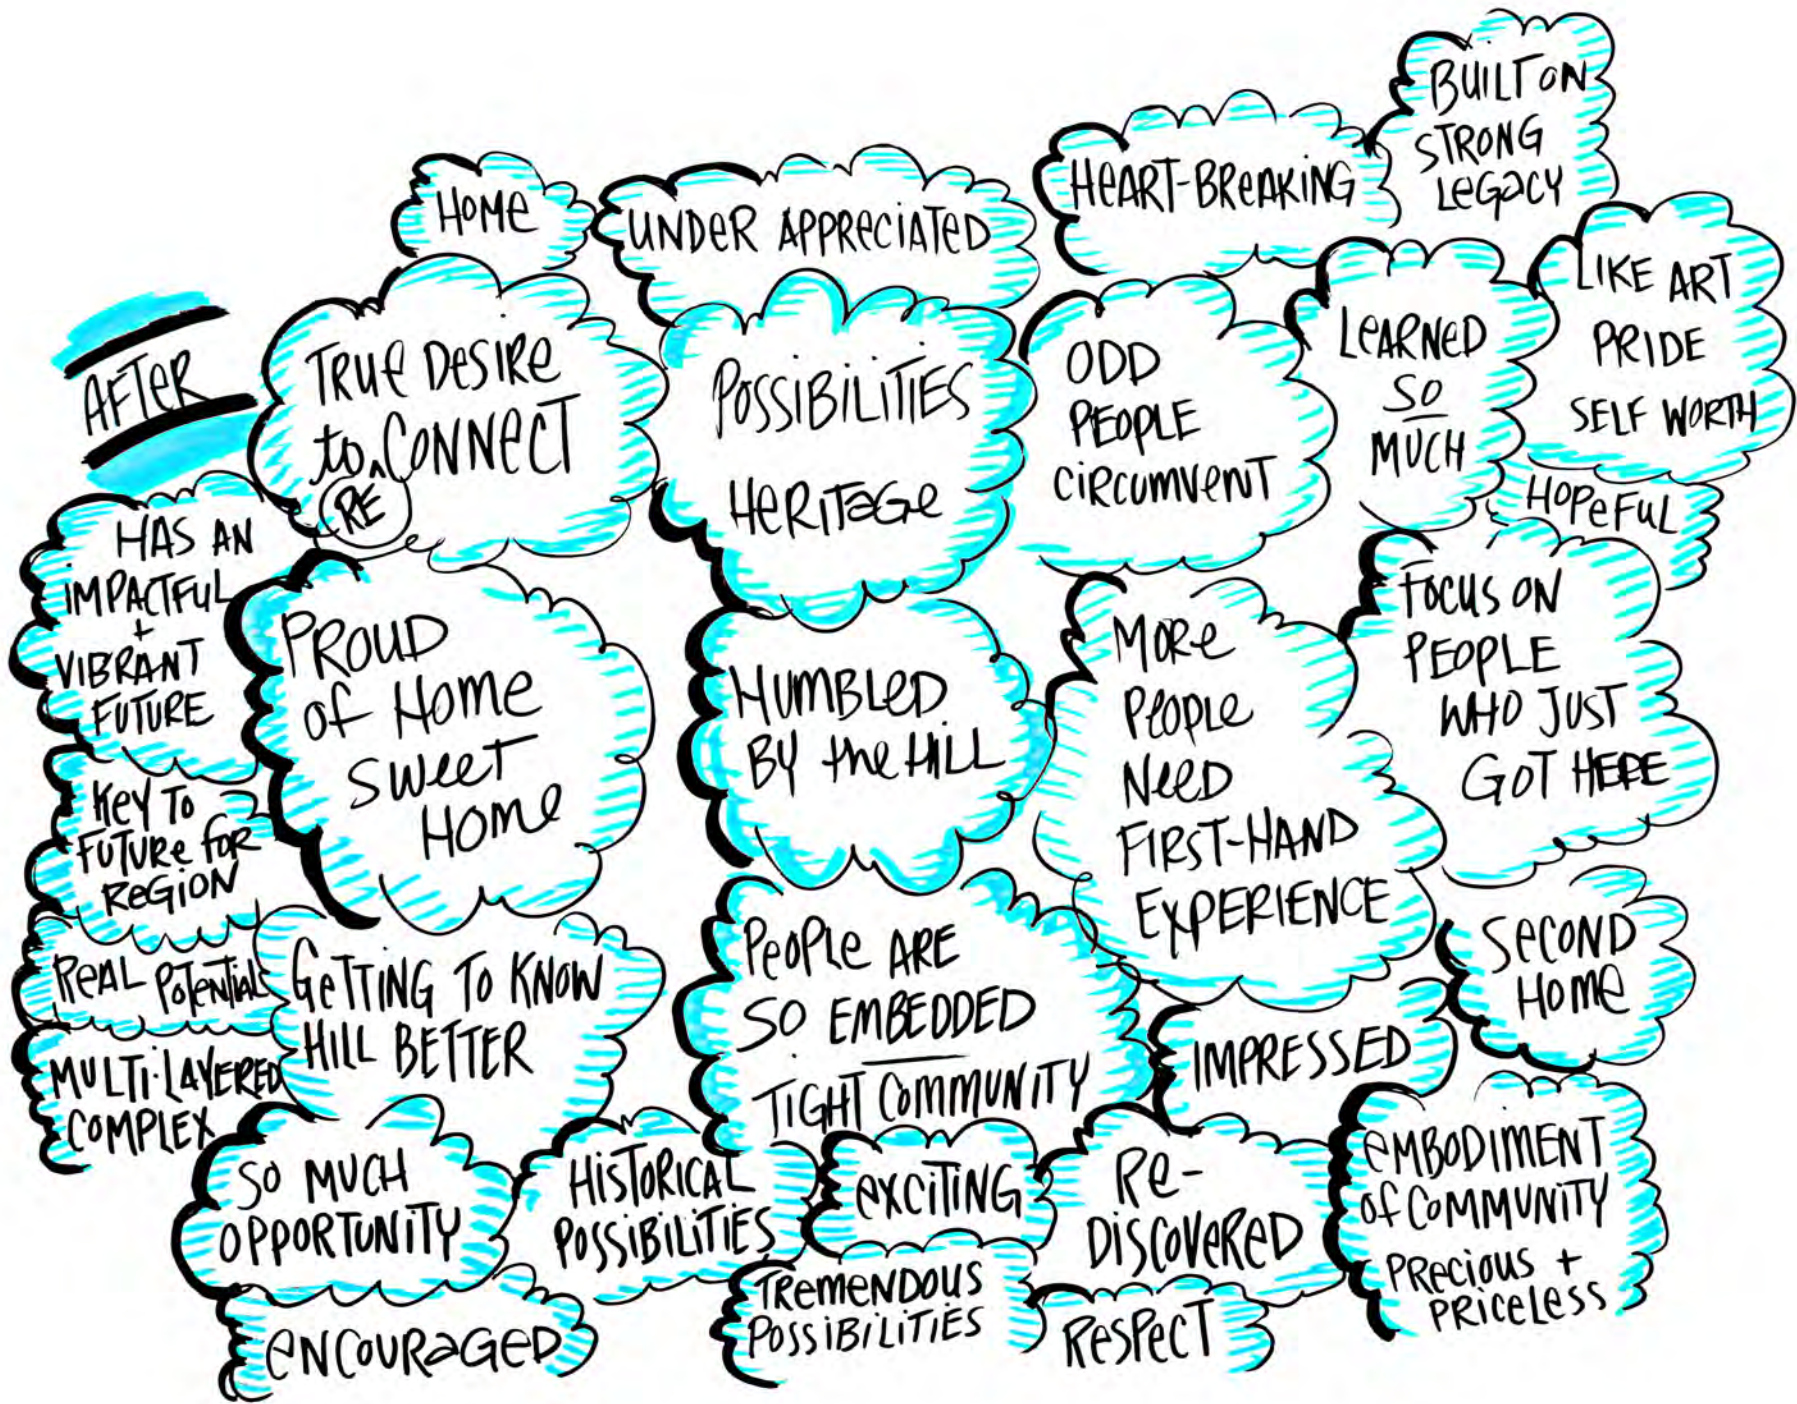 AFTER
HOME
UNDER APPRECIATED
HEART-BREAKING
BUILT ON
STRONG
LEGACY
TRUE DESIRE
to ^ CONNECT
RE
POSSIBILITIES
HERITAGE
ODD
PEOPLE
CIRCUMVENT
LEARNED
SO
MUCH
LIKE ART
PRIDE
SELF WORTH
HOPEFUL
HAS AN
IMPACTFUL
+
VIBRANT
FUTURE
PROUD
OF HOME
SWEET
HOME
HUMBLED
BY the HILL
MORE
PEOPLE
NEED
FIRST-HAND
EXPERIENCE
FOCUS ON
PEOPLE
WHO JUST
GOT HERE
KEY TO
FUTURE FOR
REGION
REAL POTENTIAL
GETTING TO KNOW
HILL BETTER
PEOPLE ARE
SO EMBEDDED
TIGHT COMMUNITY
SECOND
HOME
IMPRESSED
MULTI-LAYERED
COMPLEX
SO MUCH
OPPORTUNITY
HISTORICAL
POSSIBILITIES
EXCITING
RE-
DISCOVERED
EMBODIMENT
OF COMMUNITY
PRECIOUS +
PRICELESS
ENCOURAGED
TREMENDOUS
POSSIBILITIES
RESPECT